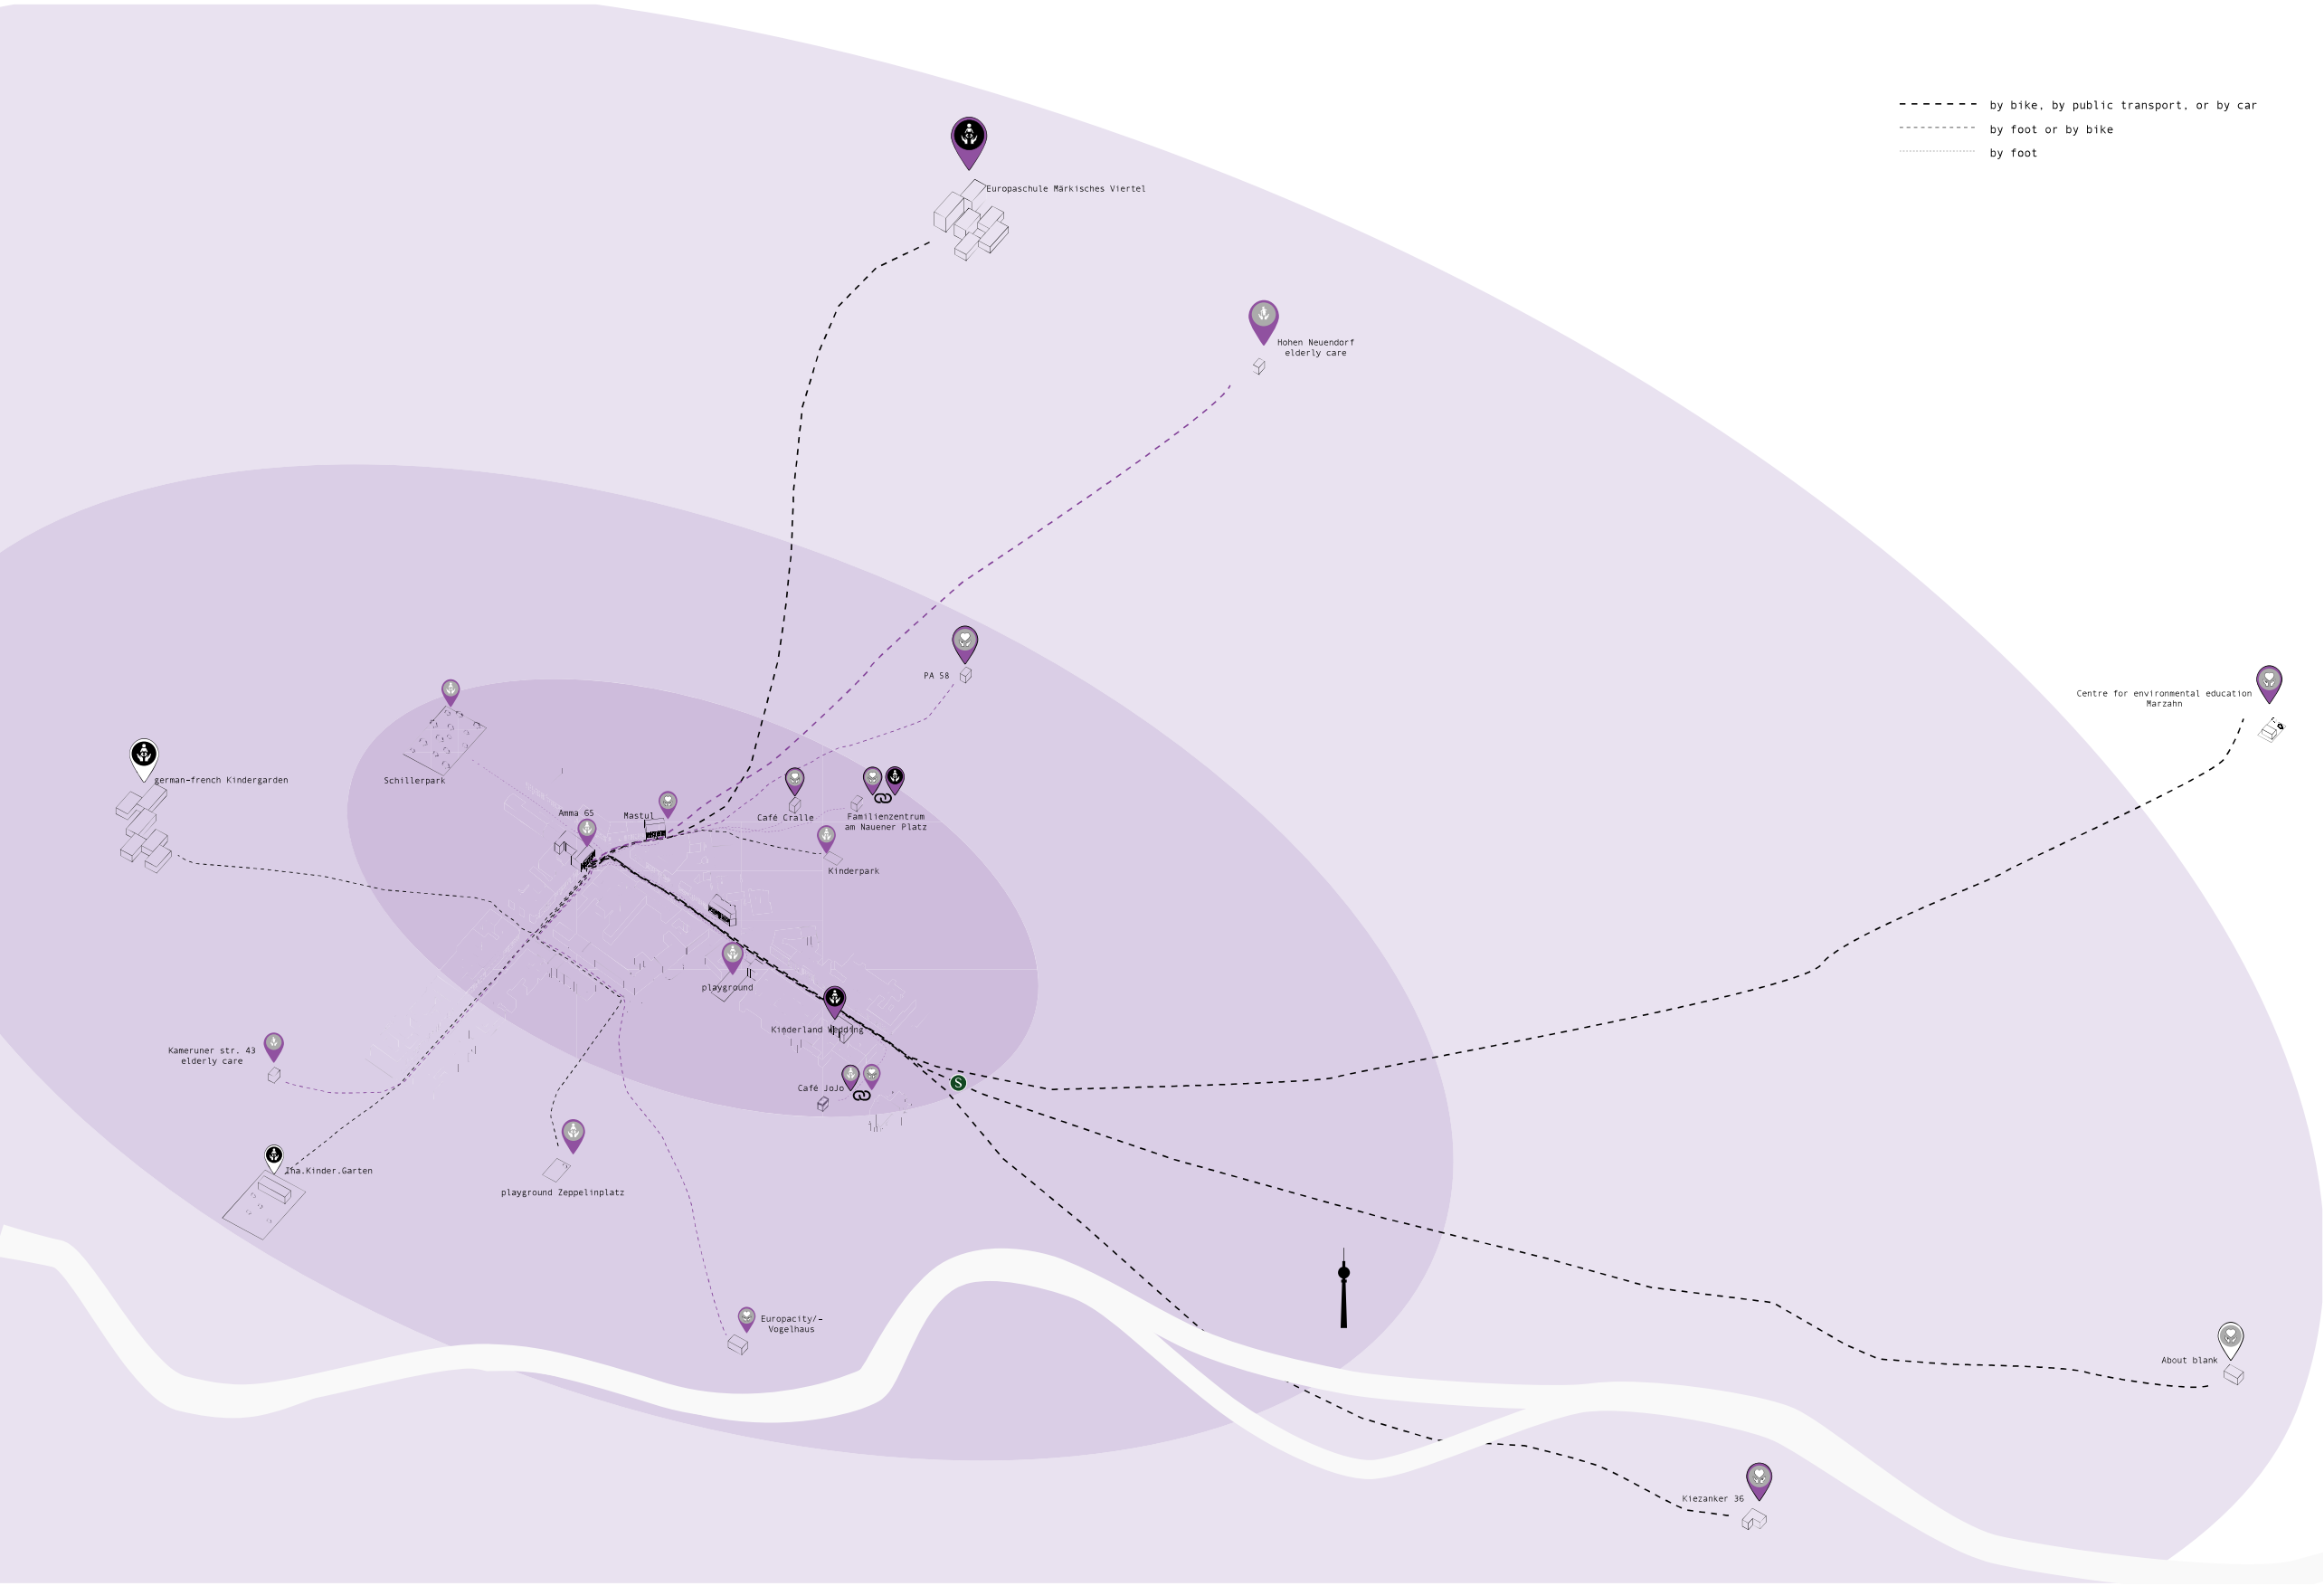 by bike, by public transport, or by car
by foot or by bike
by foot
Europaschule Märkisches Viertel
Hohen Neuendorf
elderly care
PA 58
Centre for environmental education
Marzahn
german-french Kindergarden
Schillerpark
Amma 65
Mastul
Café Cralle
Familienzentrum
am Nauener Platz
Kinderpark
playground
Kinderland Wedding
Kameruner str. 43
elderly care
Café JoJo
S
Ina.Kinder.Garten
playground Zeppelinplatz
Europacity/-
Vogelhaus
About blank
Kiezanker 36